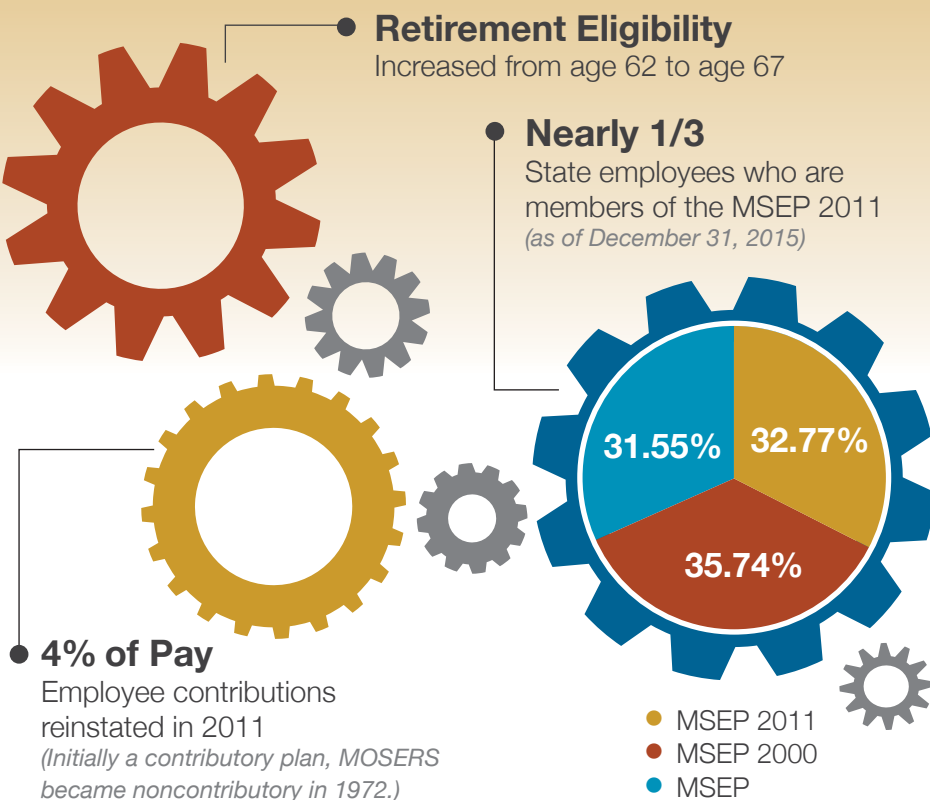 Retirement Eligibility
Increased from age 62 to age 67
Nearly 1/3
State employees who are
members of the MSEP 2011
(as of December 31, 2015)
31.55%
32.77%
35.74%
4% of Pay
Employee contributions
reinstated in 2011
(Initially a contributory plan, MOSERS
became noncontributory in 1972.)
MSEP 2011
MSEP 2000
MSEP